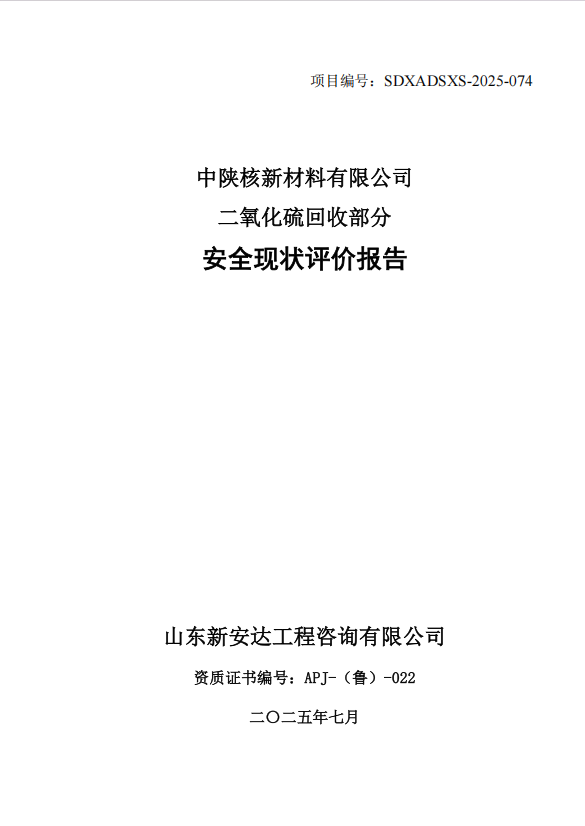 项目编号：SDXADSXS-2025-074
中陕核新材料有限公司
二氧化硫回收部分
安全现状评价报告
山东新安达工程咨询有限公司
资质证书编号：APJ-（鲁）-022
二〇二五年七月